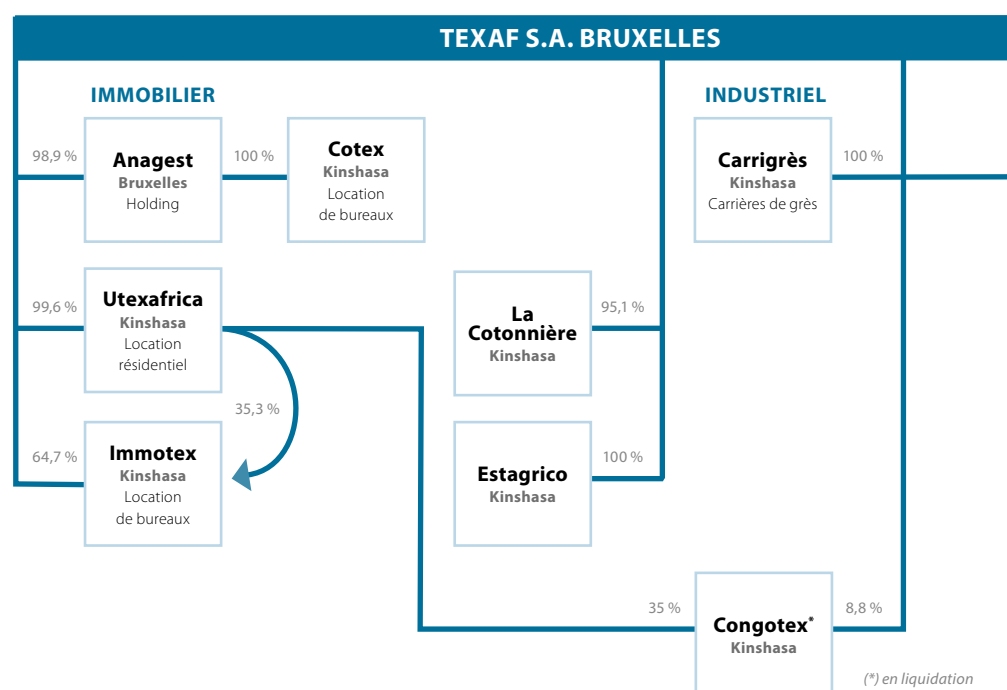 TEXAF S.A. BRUXELLES
IMMOBILIER
INDUSTRIEL
98,9 %
Anagest
Bruxelles
Holding
100 %
Cotex
Kinshasa
Location
de bureaux
Carrigrès
Kinshasa
Carrières de grès
100 %
99,6 %
Utexafrica
Kinshasa
Location
résidentiel
La
Cotonnière
Kinshasa
95,1 %
35,3 %
64,7 %
Immotex
Kinshasa
Location
de bureaux
Estagrico
Kinshasa
100 %
35 %
Congotex*
Kinshasa
8,8 %
(*) en liquidation